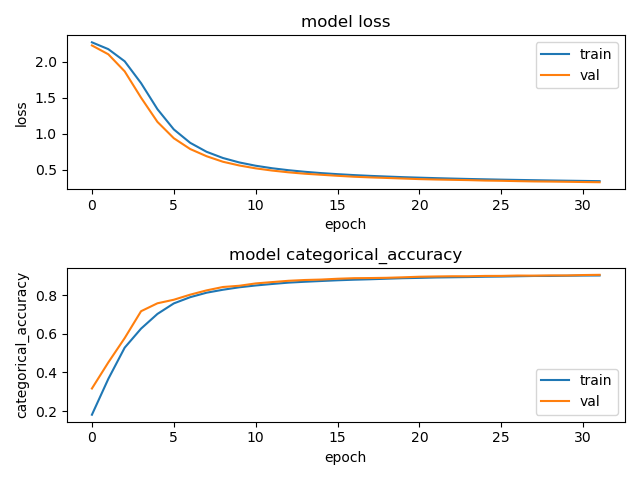 model loss
2.0
1.5
1.0
0.5
loss
train
val
0 5 10 15 20 25 30
epoch
model categorical_accuracy
0.8
0.6
0.4
0.2
categorical_accuracy
train
val
0 5 10 15 20 25 30
epoch